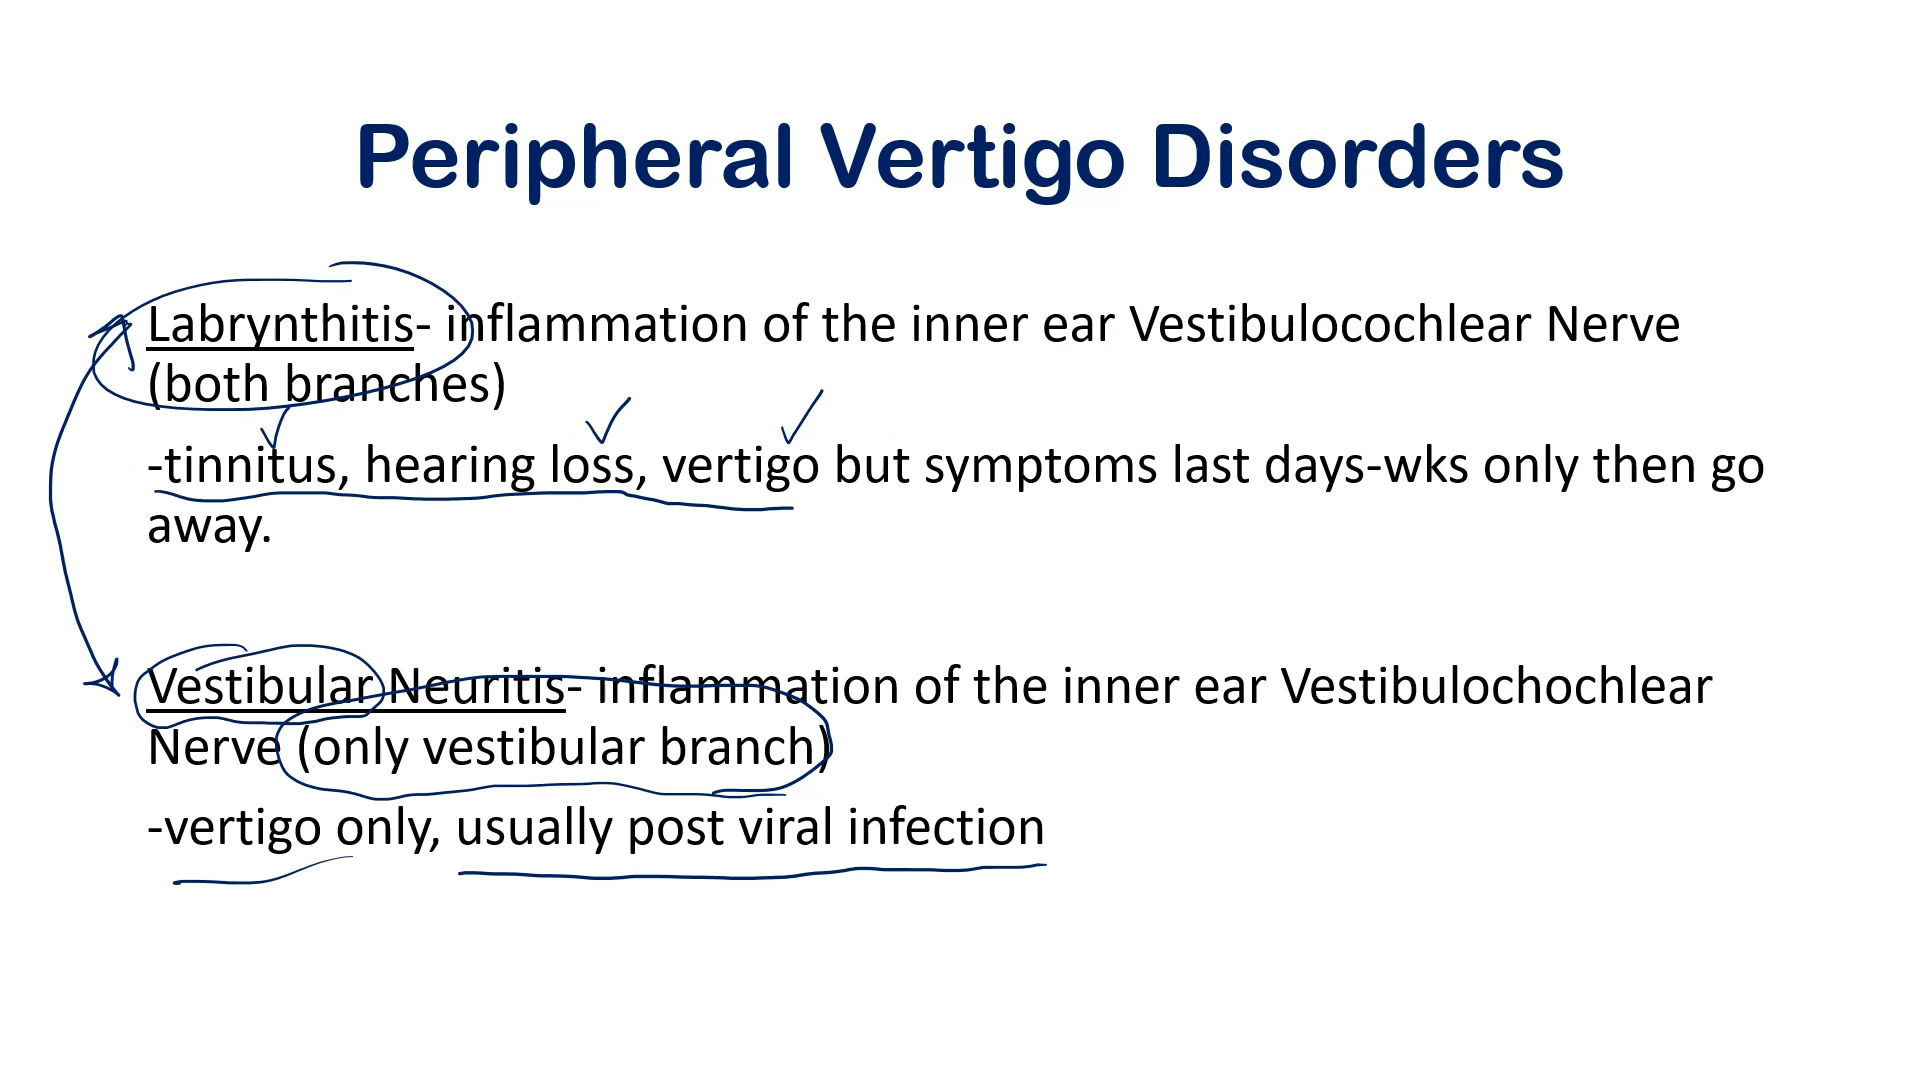 Peripheral Vertigo Disorders
Labrynthitis- inflammation of the inner ear Vestibulocochlear Nerve
(both branches)
-tinnitus, hearing loss, vertigo but symptoms last days-wks only then go
away.
Vestibular Neuritis- inflammation of the inner ear Vestibulochochlear
Nerve (only vestibular branch)
-vertigo only, usually post viral infection